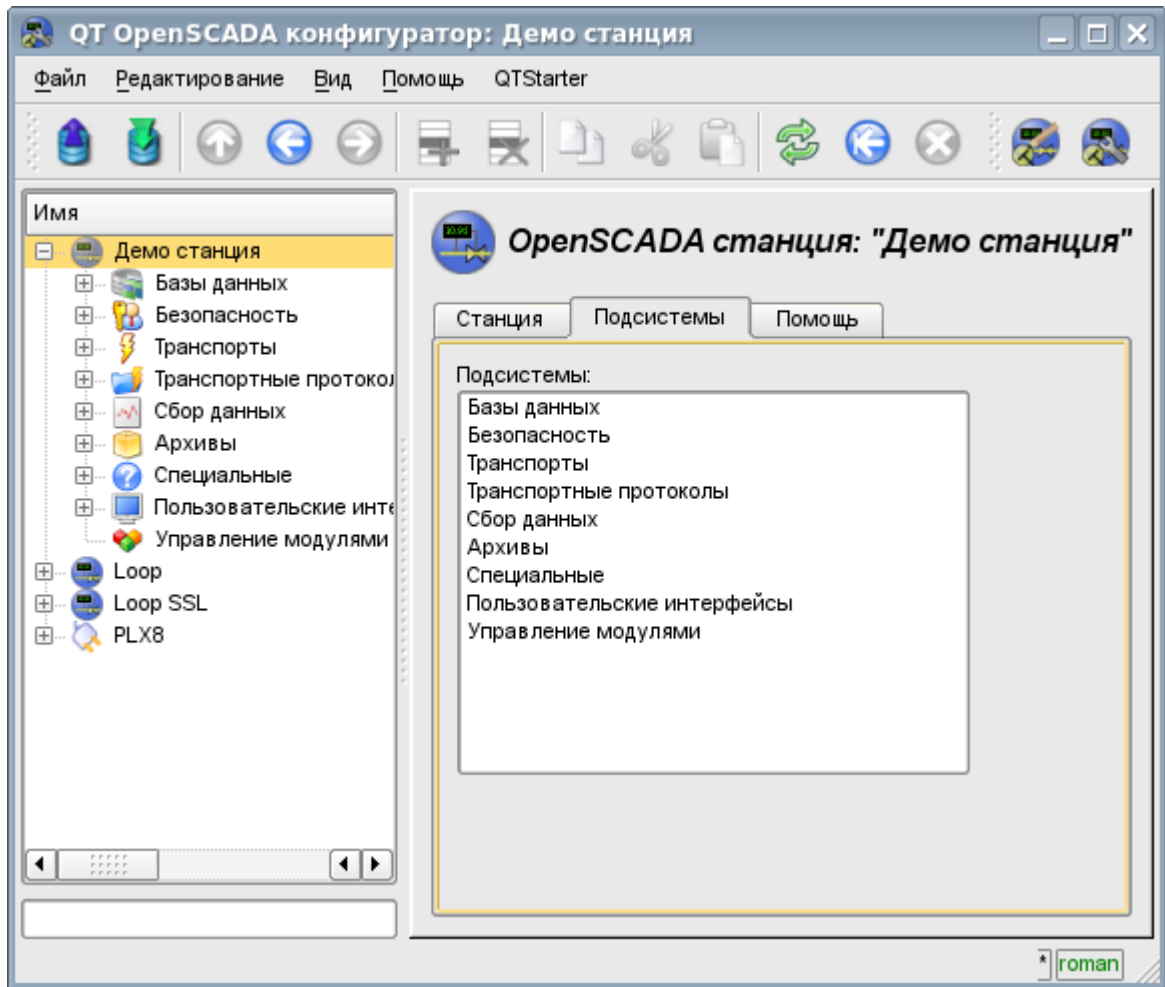 QT OpenSCADA конфигуратор: Демо станция
Файл Редактирование Вид Помощь QTStarter
Имя
Демо станция
Базы данных
Безопасность
Транспорты
Транспортные протокол
Сбор данных
Архивы
Специальные
Пользовательские инте
Управление модулями
Loop
Loop SSL
PLX8
OpenSCADA станция: "Демо станция"
Станция Подсистемы Помощь
Подсистемы:
Базы данных
Безопасность
Транспорты
Транспортные протоколы
Сбор данных
Архивы
Специальные
Пользовательские интерфейсы
Управление модулями
* roman